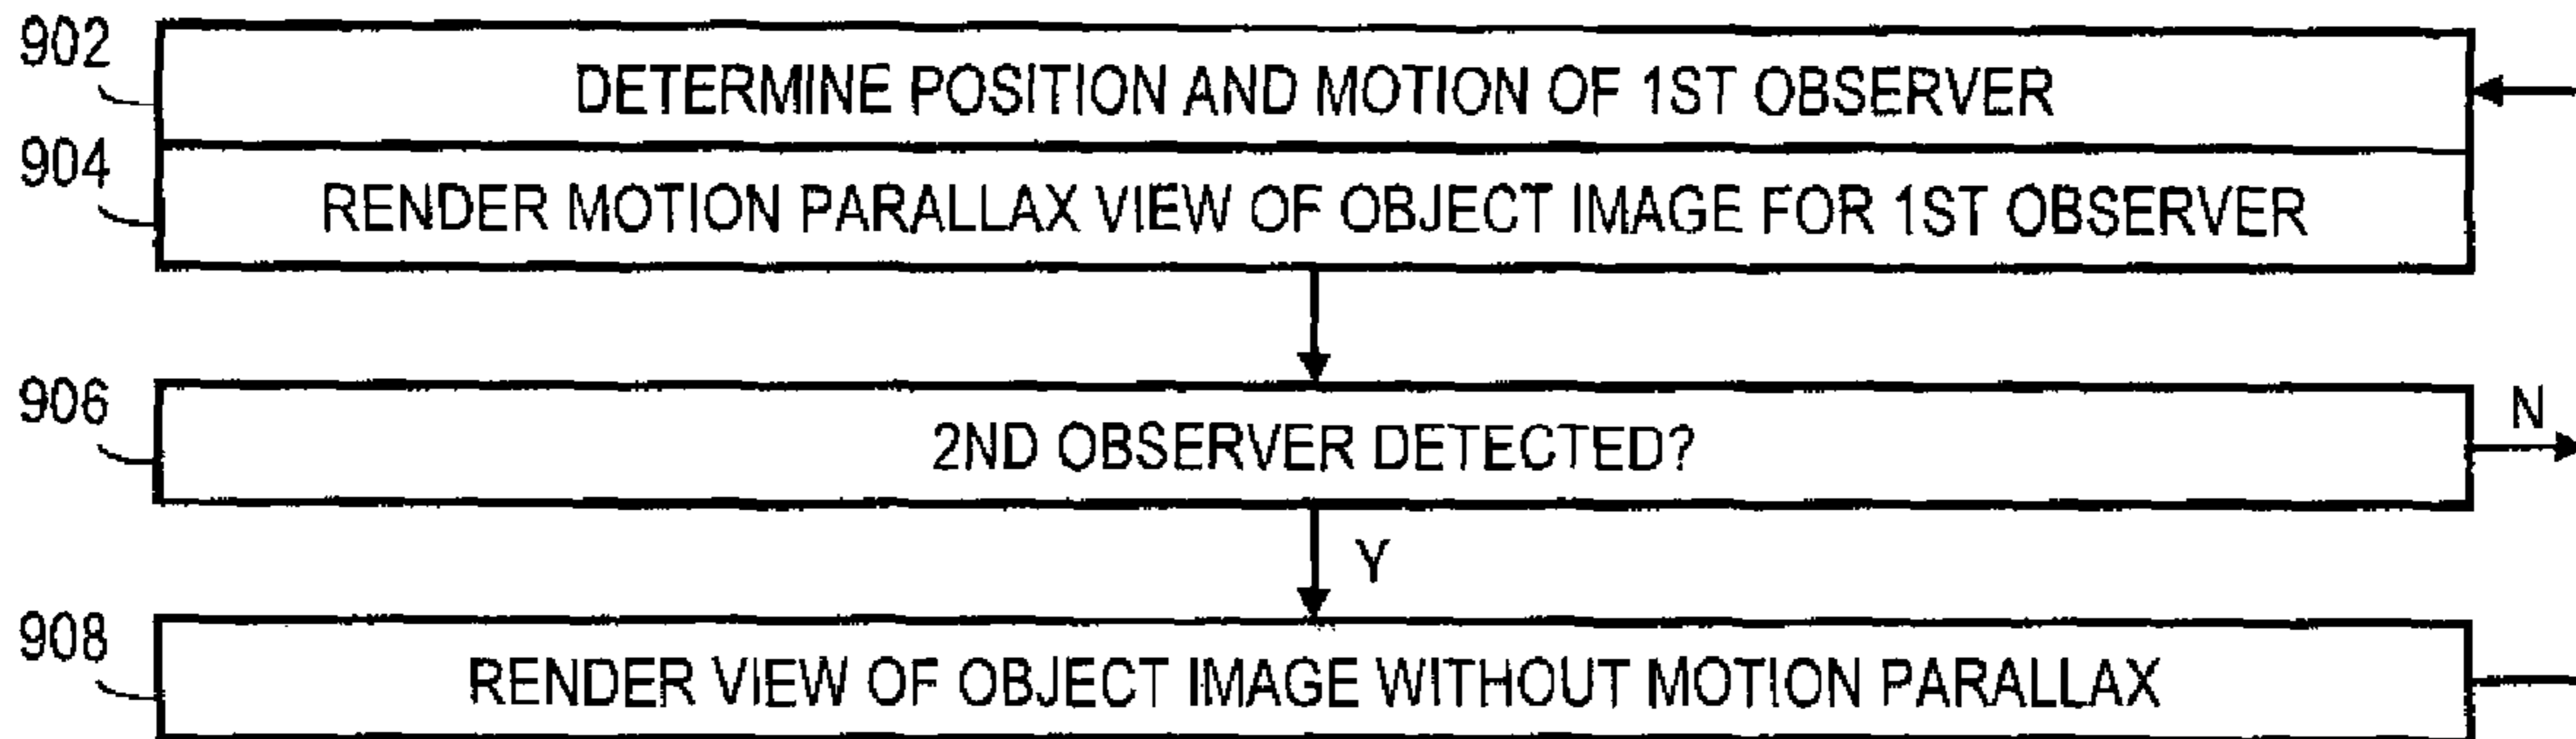 902
DETERMINE POSITION AND MOTION OF 1ST OBSERVER
904
RENDER MOTION PARALLAX VIEW OF OBJECT IMAGE FOR 1ST OBSERVER
906
2ND OBSERVER DETECTED?
N
Y
908
RENDER VIEW OF OBJECT IMAGE WITHOUT MOTION PARALLAX